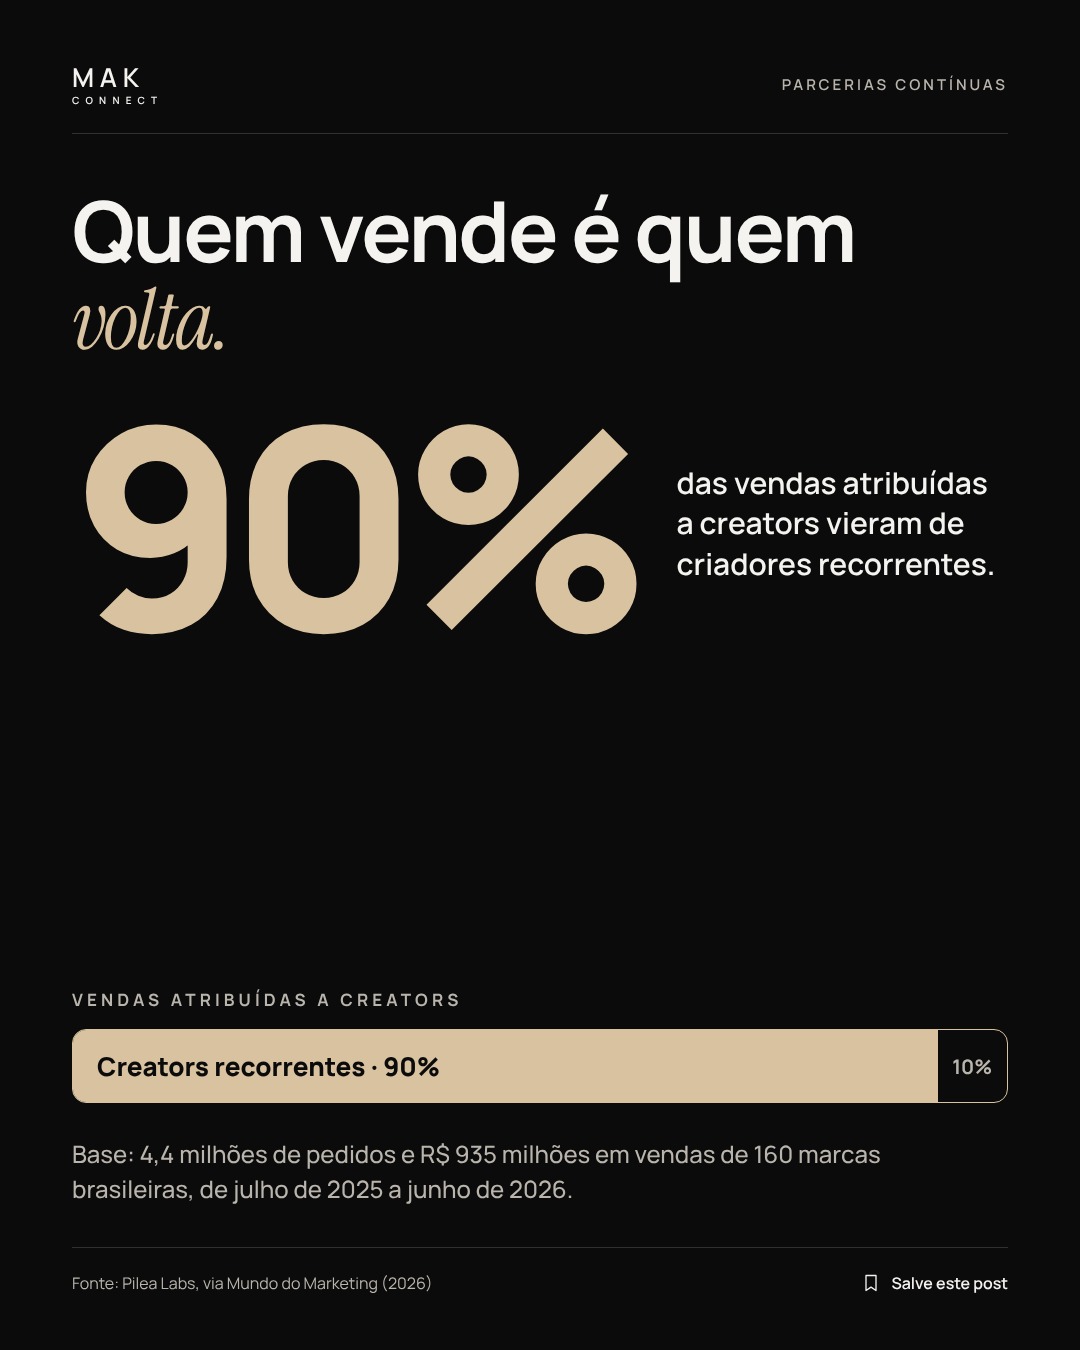 MAK
CONNECT
PARCERIAS CONTÍNUAS
Quem vende é quem
volta.
90%
das vendas atribuídas
a creators vieram de
criadores recorrentes.
VENDAS ATRIBUÍDAS A CREATORS
Creators recorrentes · 90%
10%
Base: 4,4 milhões de pedidos e R$ 935 milhões em vendas de 160 marcas
brasileiras, de julho de 2025 a junho de 2026.
Fonte: Pilea Labs, via Mundo do Marketing (2026)
Salve este post